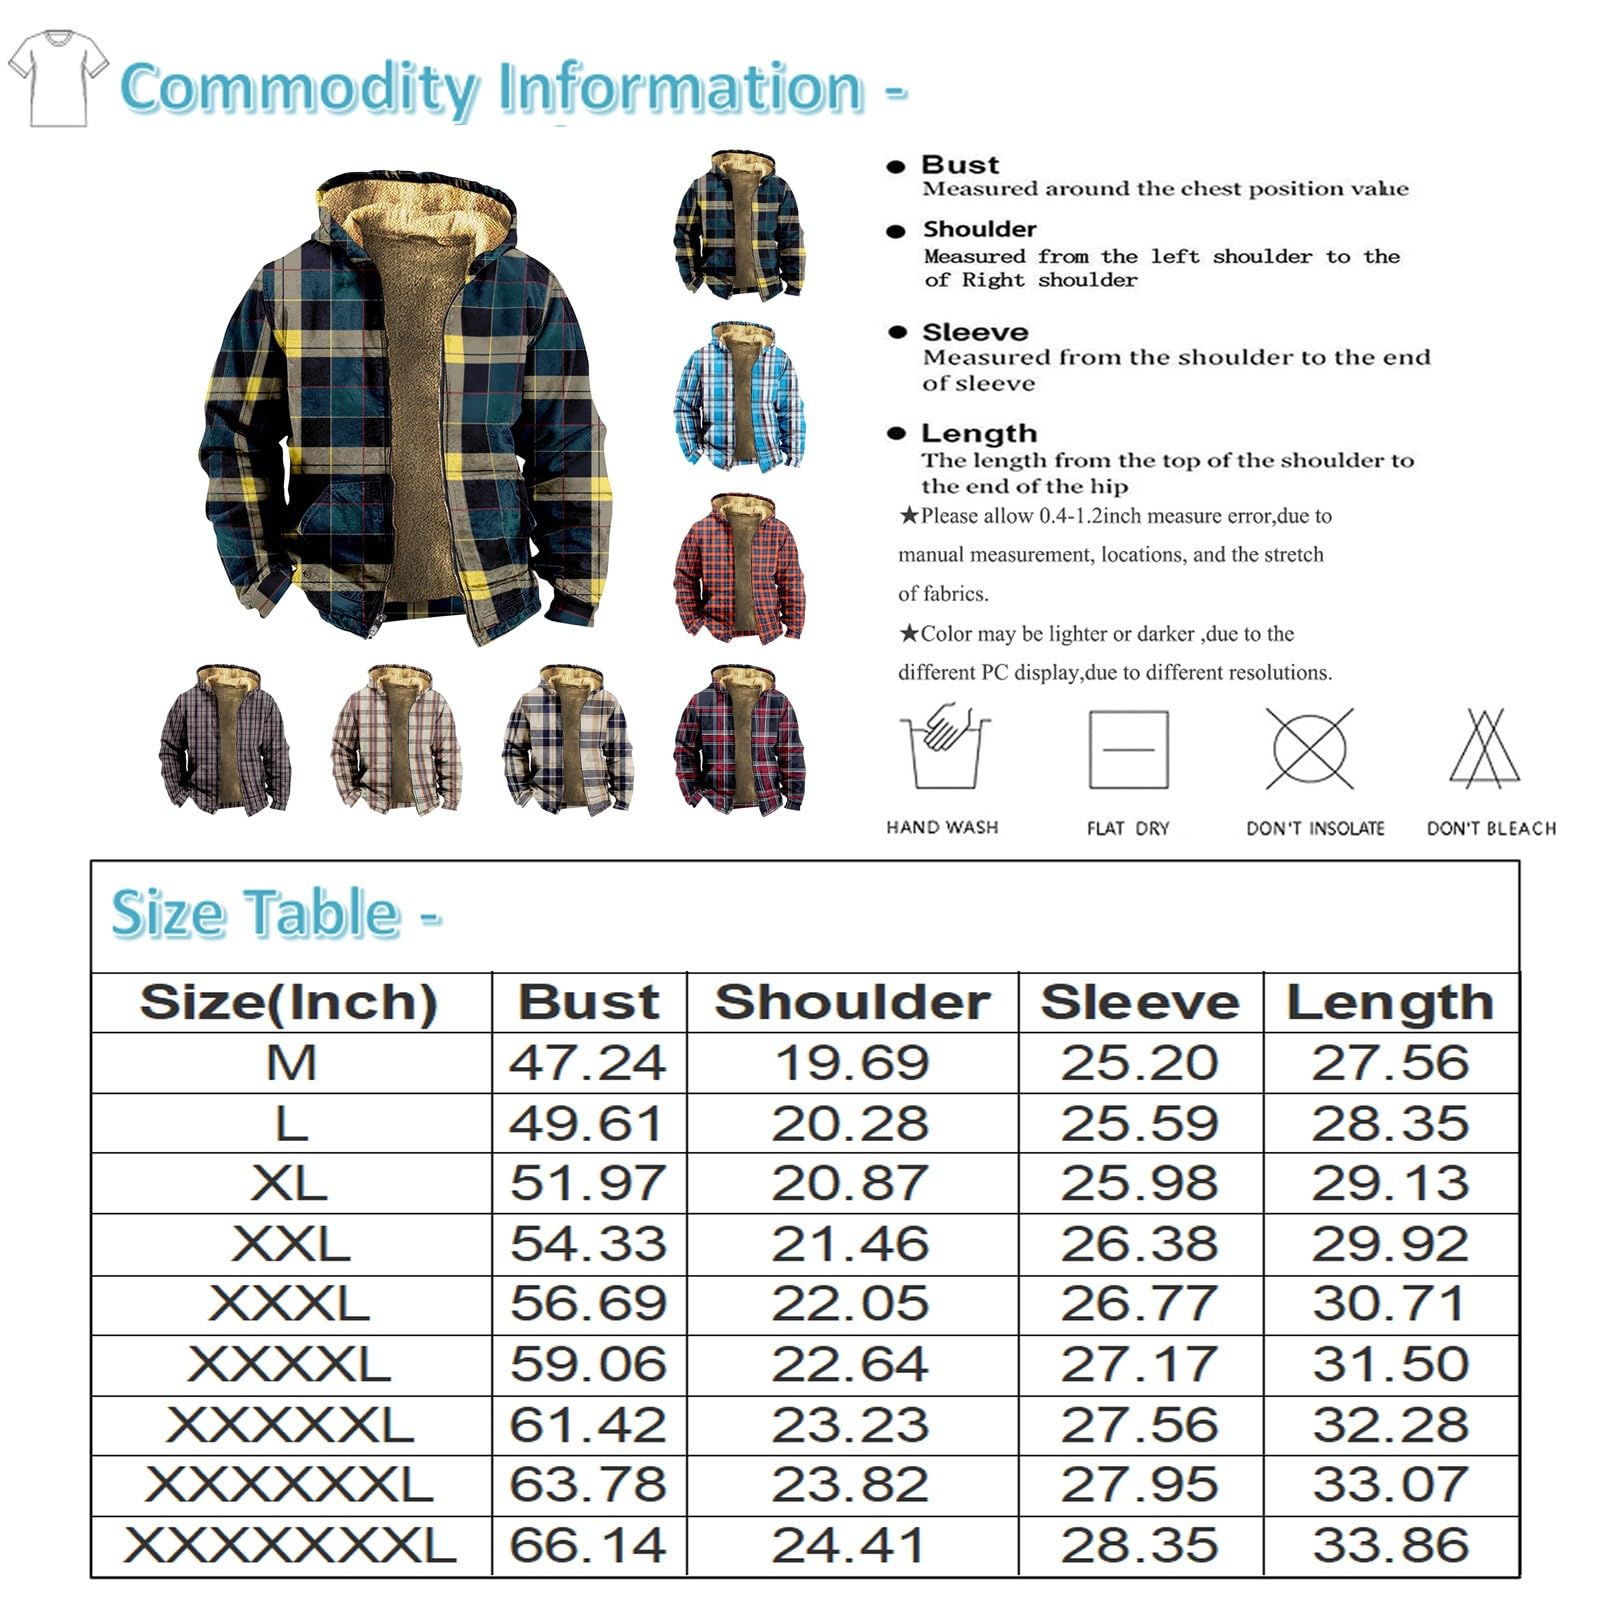 Commodity Information -
Bust
Measured around the chest position value
Shoulder
Measured from the left shoulder to the
of Right shoulder
Sleeve
Measured from the shoulder to the end
of sleeve
Length
The length from the top of the shoulder to
the end of the hip
★Please allow 0.4-1.2inch measure error,due to
manual measurement, locations, and the stretch
of fabrics.
★Color may be lighter or darker ,due to the
different PC display,due to different resolutions.
HAND WASH FLAT DRY DON'T INSOLATE DON'T BLEACH
Size Table -
Size(Inch) Bust Shoulder Sleeve Length
M 47.24 19.69 25.20 27.56
L 49.61 20.28 25.59 28.35
XL 51.97 20.87 25.98 29.13
XXL 54.33 21.46 26.38 29.92
XXXL 56.69 22.05 26.77 30.71
XXXXL 59.06 22.64 27.17 31.50
XXXXXL 61.42 23.23 27.56 32.28
XXXXXXL 63.78 23.82 27.95 33.07
XXXXXXXL 66.14 24.41 28.35 33.86